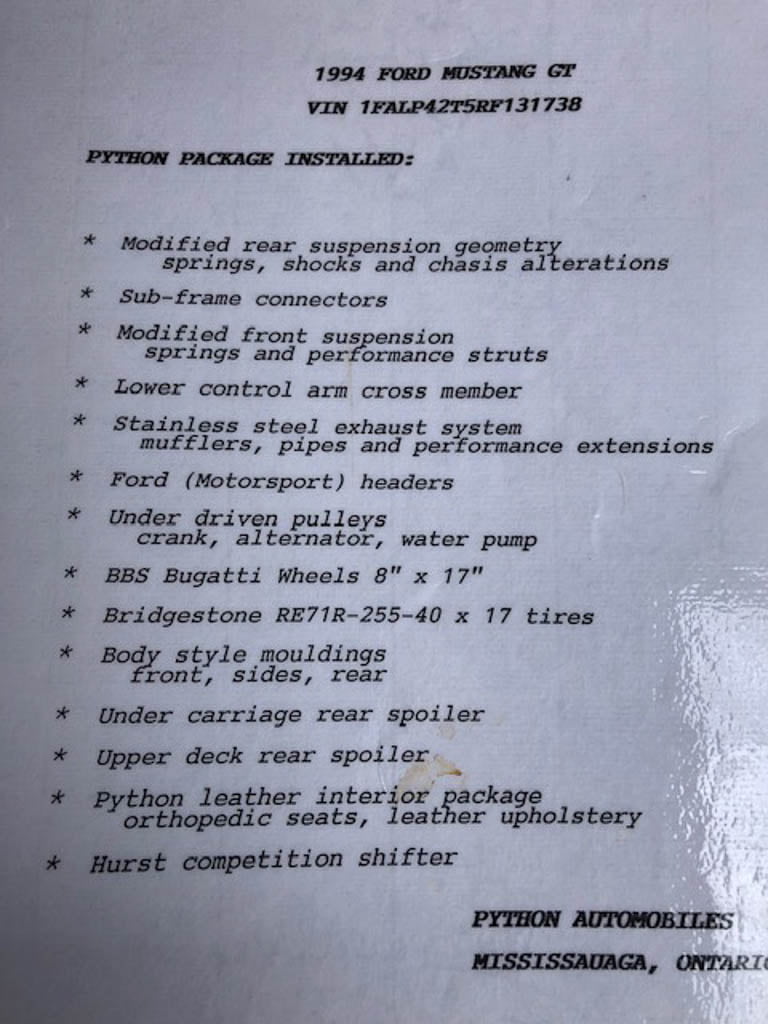 1994 FORD MUSTANG GT
VIN 1FALP42T5RF131738
PYTHON PACKAGE INSTALLED:
* Modified rear suspension geometry
springs, shocks and chasis alterations
* Sub-frame connectors
* Modified front suspension
springs and performance struts
* Lower control arm cross member
* Stainless steel exhaust system
mufflers, pipes and performance extensions
* Ford (Motorsport) headers
* Under driven pulleys
crank, alternator, water pump
* BBS Bugatti Wheels 8" x 17"
* Bridgestone RE71R-255-40 x 17 tires
* Body style mouldings
front, sides, rear
* Under carriage rear spoiler
* Upper deck rear spoiler
* Python leather interior package
orthopedic seats, leather upholstery
* Hurst competition shifter
PYTHON AUTOMOBILES
MISSISSAUAGA, ONTARIO